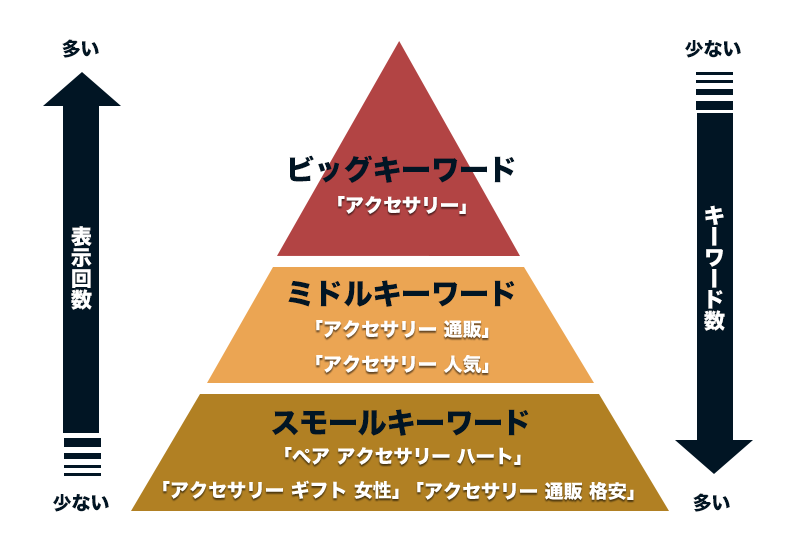 多い
少ない
ビッグキーワード
「アクセサリー」
表示回数
キーワード数
ミドルキーワード
「アクセサリー 通販」
「アクセサリー 人気」
スモールキーワード
「ペア アクセサリー ハート」
「アクセサリー ギフト 女性」「アクセサリー 通販 格安」
少ない
多い